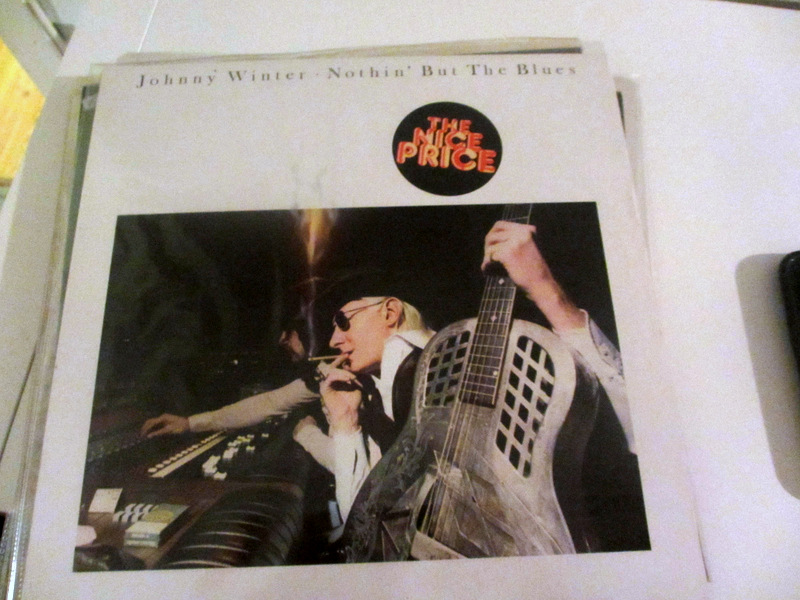 Johnny Winter · Nothin' But The Blues
THE
NICE
PRICE